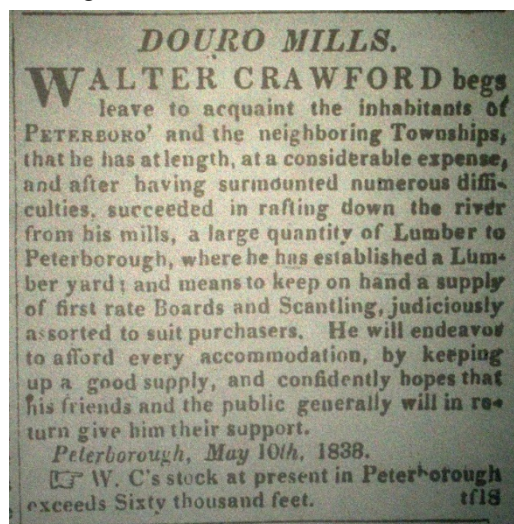 DOURO MILLS.
WALTER CRAWFORD begs
leave to acquaint the inhabitants of
PETERBORO' and the neighboring Townships,
that he has at length, at a considerable expense,
and after having surmounted numerous diffi-
culties, succeeded in rafting down the river
from his mills, a large quantity of Lumber to
Peterborough, where he has established a Lum-
ber yard; and means to keep on hand a supply
of first rate Boards and Scantling, judiciously
assorted to suit purchasers. He will endeavor
to afford every accommodation, by keeping
up a good supply, and confidently hopes that
his friends and the public generally will in re-
turn give him their support.
Peterborough, May 10th, 1838.
☞ W. C's stock at present in Peterborough
exceeds Sixty thousand feet. tf18